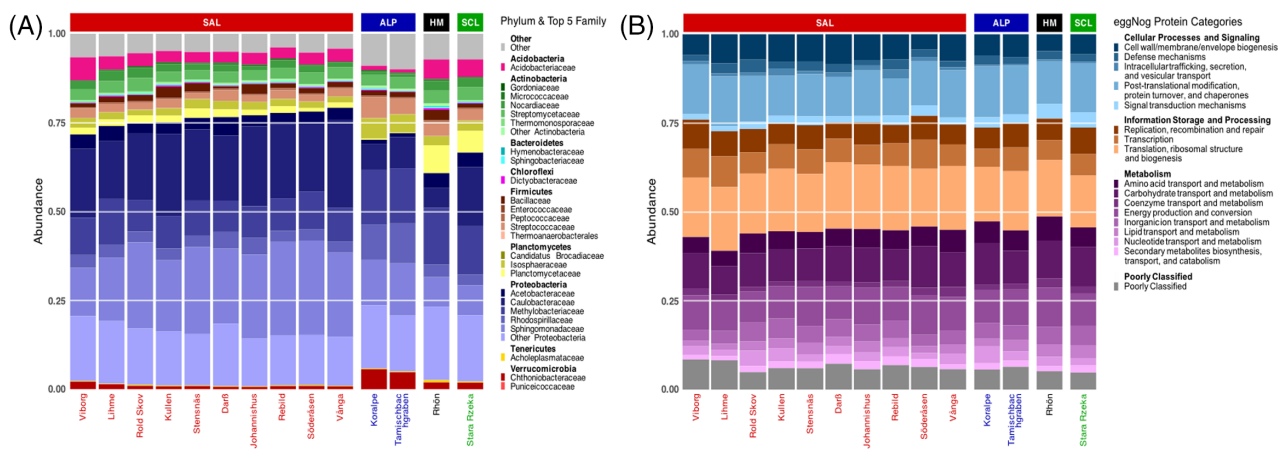 (A)
SAL
ALP
HM
SCL
Phylum & Top 5 Family
Abundance
1.00
0.75
0.50
0.25
0.00
Viborg
Lihme
Rold Skov
Kullen
Stensnäs
Darß
Johannishus
Rebild
Söderåsen
Vånga
Koralpe
Tamischbac
hgraben
Rhön
Stara Rzeka
Other
Other
Acidobacteria
Acidobacteriaceae
Actinobacteria
Gordoniaceae
Micrococcaceae
Nocardiaceae
Streptomycetaceae
Thermomonosporaceae
Other Actinobacteria
Bacteroidetes
Hymenobacteraceae
Sphingobacteriaceae
Chloroflexi
Dictyobacteraceae
Firmicutes
Bacillaceae
Enterococcaceae
Peptococcaceae
Streptococcaceae
Thermoanaerobacterales
Planctomycetes
Candidatus Brocadiaceae
Isosphaeraceae
Planctomycetaceae
Proteobacteria
Acetobacteraceae
Caulobacteraceae
Methylobacteriaceae
Rhodospirillaceae
Sphingomonadaceae
Other Proteobacteria
Tenericutes
Acholeplasmataceae
Verrucomicrobia
Chthoniobacteraceae
Puniceicoccaceae
(B)
SAL
ALP
HM
SCL
eggNog Protein Categories
Abundance
1.00
0.75
0.50
0.25
0.00
Viborg
Lihme
Rold Skov
Kullen
Stensnäs
Darß
Johannishus
Rebild
Söderåsen
Vånga
Koralpe
Tamischbac
hgraben
Rhön
Stara Rzeka
Cellular Processes and Signaling
Cell wall/membrane/envelope biogenesis
Defense mechanisms
Intracellular trafficking, secretion,
and vesicular transport
Post-translational modification,
protein turnover, and chaperones
Signal transduction mechanisms
Information Storage and Processing
Replication, recombination and repair
Transcription
Translation, ribosomal structure
and biogenesis
Metabolism
Amino acid transport and metabolism
Carbohydrate transport and metabolism
Coenzyme transport and metabolism
Energy production and conversion
Inorganicion transport and metabolism
Lipid transport and metabolism
Nucleotide transport and metabolism
Secondary metabolites biosynthesis,
transport, and catabolism
Poorly Classified
Poorly Classified